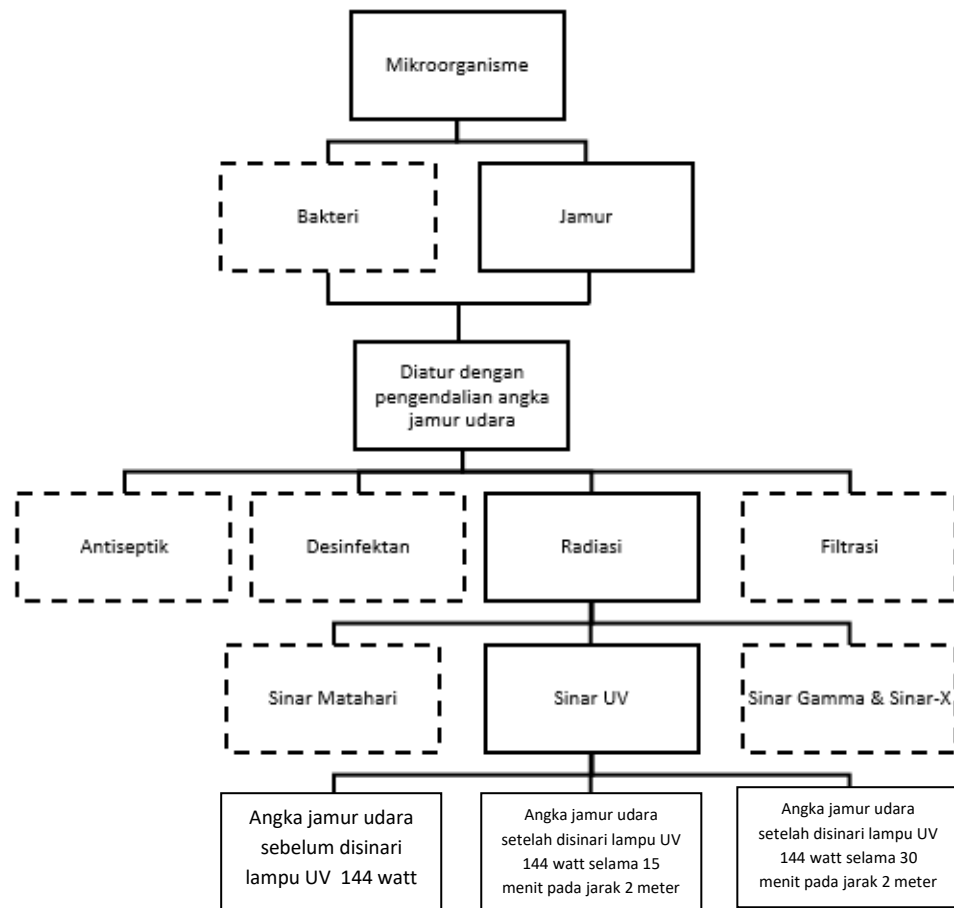 Mikroorganisme
Bakteri
Jamur
Diatur dengan
pengendalian angka
jamur udara
Antiseptik
Desinfektan
Radiasi
Filtrasi
Sinar Matahari
Sinar UV
Sinar Gamma & Sinar-X
Angka jamur udara
sebelum disinari
lampu UV 144 watt
Angka jamur udara
setelah disinari lampu UV
144 watt selama 15
menit pada jarak 2 meter
Angka jamur udara
setelah disinari lampu UV
144 watt selama 30
menit pada jarak 2 meter